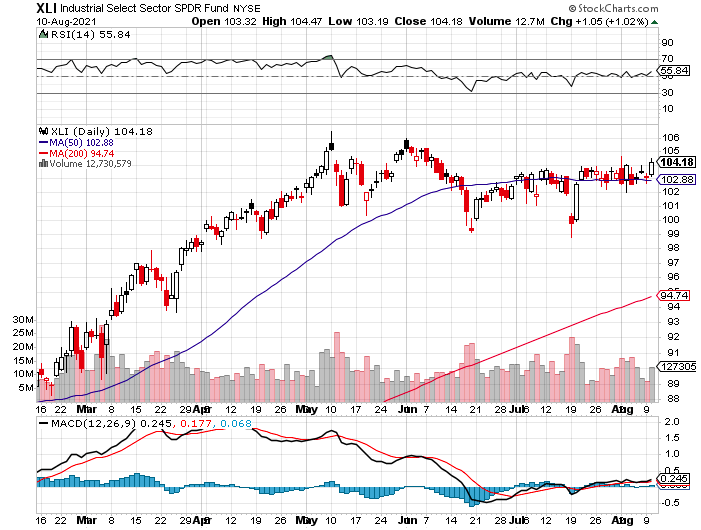 XLI Industrial Select Sector SPDR Fund NYSE © StockCharts.com
10-Aug-2021 Open 103.32 High 104.47 Low 103.19 Close 104.18 Volume 12.7M Chg +1.05 (+1.02%)
RSI(14) 55.84
90
70
55.84
50
30
10
XLI (Daily) 104.18
MA(50) 102.88
MA(200) 94.74
Volume 12,730,579
106
105
104.18
102.88
102
101
100
99
98
97
96
94.74
94
93
92
91
127305
89
88
30M
25M
20M
15M
10M
5M
16 22 Mar 8 15 22 29 Apr 12 19 26 May 10 17 24 Jun 7 14 21 28 Jul 6 12 19 26 Aug 9
MACD(12,26,9) 0.245, 0.177, 0.068
2.0
1.5
1.0
0.245
-0.5
16 22 Mar 8 15 22 29 Apr 12 19 26 May 10 17 24 Jun 7 14 21 28 Jul 6 12 19 26 Aug 9